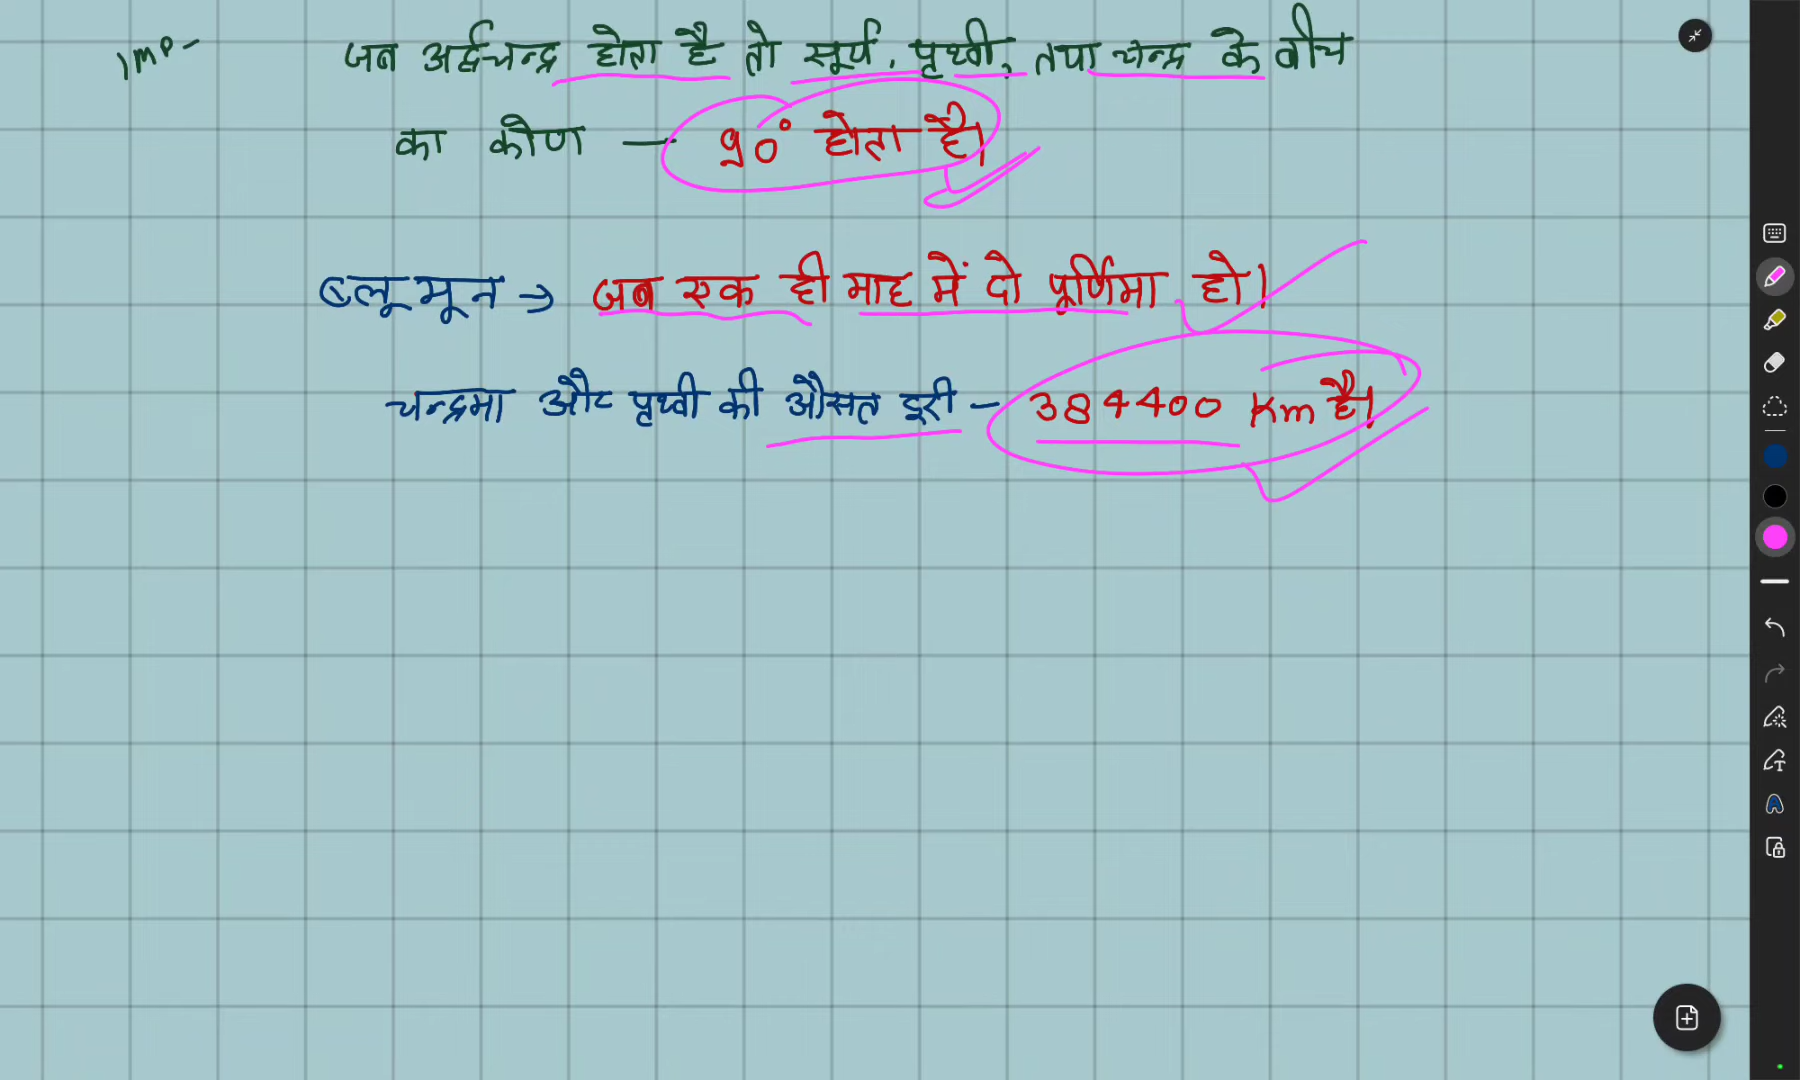 Imp- जब अर्द्धचन्द्र होता है तो सूर्य, पृथ्वी, तथा चन्द्र के बीच
का कोण — 90° होता है।
ब्लू मून → जब एक ही माह में दो पूर्णिमा हो।
चन्द्रमा और पृथ्वी की औसत दूरी – 384400 Km है।